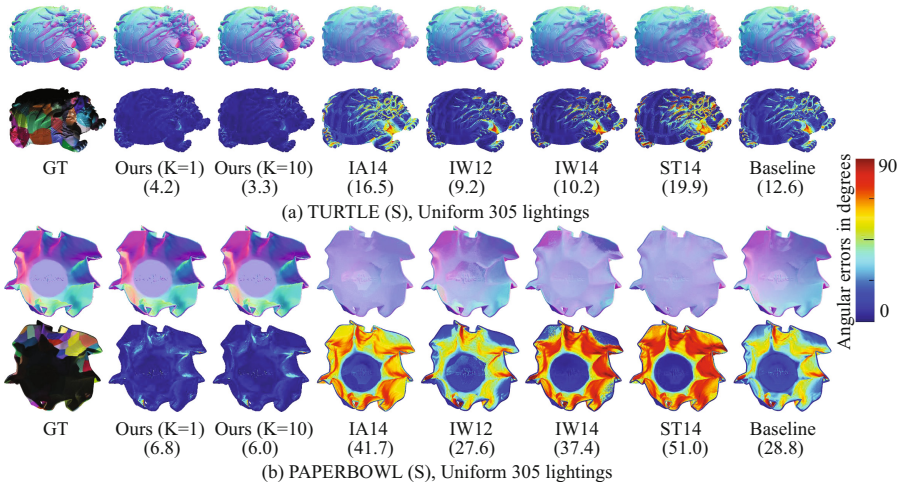 GT Ours (K=1) Ours (K=10) IA14 IW12 IW14 ST14 Baseline
(4.2) (3.3) (16.5) (9.2) (10.2) (19.9) (12.6)
(a) TURTLE (S), Uniform 305 lightings
90
Angular errors in degrees
0
GT Ours (K=1) Ours (K=10) IA14 IW12 IW14 ST14 Baseline
(6.8) (6.0) (41.7) (27.6) (37.4) (51.0) (28.8)
(b) PAPERBOWL (S), Uniform 305 lightings